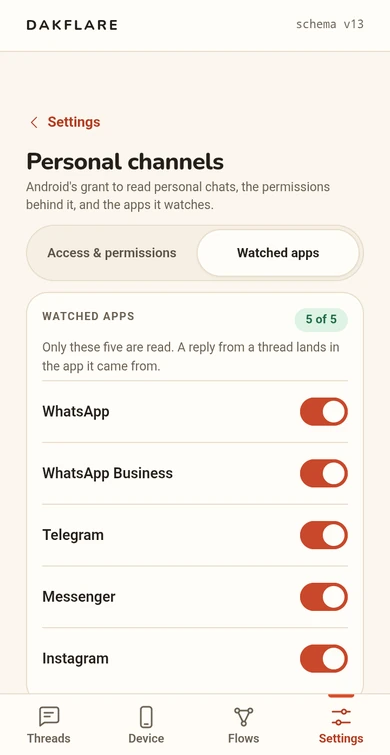 DAKFLARE
schema v13
Settings
Personal channels
Android's grant to read personal chats, the permissions
behind it, and the apps it watches.
Access & permissions
Watched apps
WATCHED APPS
5 of 5
Only these five are read. A reply from a thread lands in
the app it came from.
WhatsApp
WhatsApp Business
Telegram
Messenger
Instagram
Threads
Device
Flows
Settings